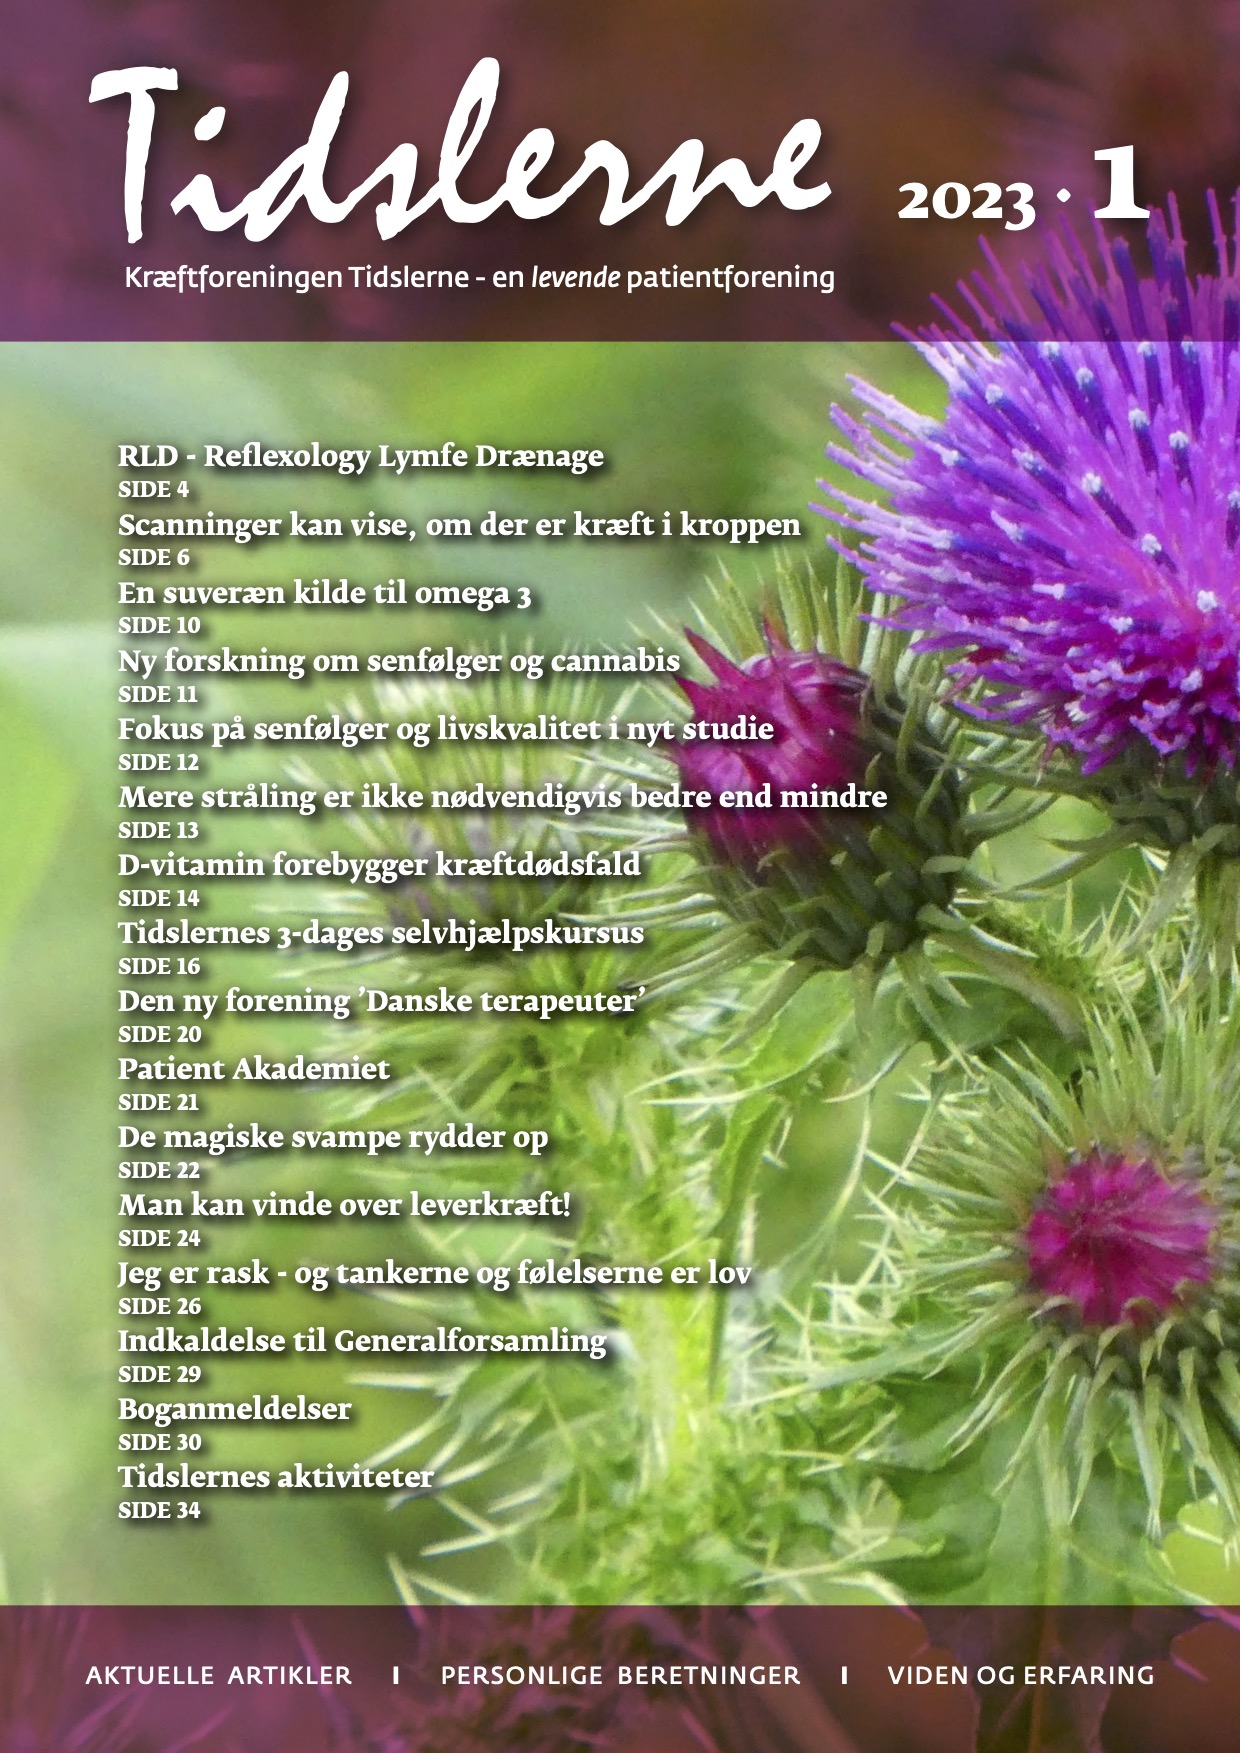 Tidslerne
2023 · 1
Kræftforeningen Tidslerne - en levende patientforening
RLD - Reflexology Lymfe Drænage
SIDE 4
Scanninger kan vise, om der er kræft i kroppen
SIDE 6
En suveræn kilde til omega 3
SIDE 10
Ny forskning om senfølger og cannabis
SIDE 11
Fokus på senfølger og livskvalitet i nyt studie
SIDE 12
Mere stråling er ikke nødvendigvis bedre end mindre
SIDE 13
D-vitamin forebygger kræftdødsfald
SIDE 14
Tidslernes 3-dages selvhjælpskursus
SIDE 16
Den ny forening ’Danske terapeuter’
SIDE 20
Patient Akademiet
SIDE 21
De magiske svampe rydder op
SIDE 22
Man kan vinde over leverkræft!
SIDE 24
Jeg er rask - og tankerne og følelserne er lov
SIDE 26
Indkaldelse til Generalforsamling
SIDE 29
Boganmeldelser
SIDE 30
Tidslernes aktiviteter
SIDE 34
AKTUELLE ARTIKLER I PERSONLIGE BERETNINGER I VIDEN OG ERFARING